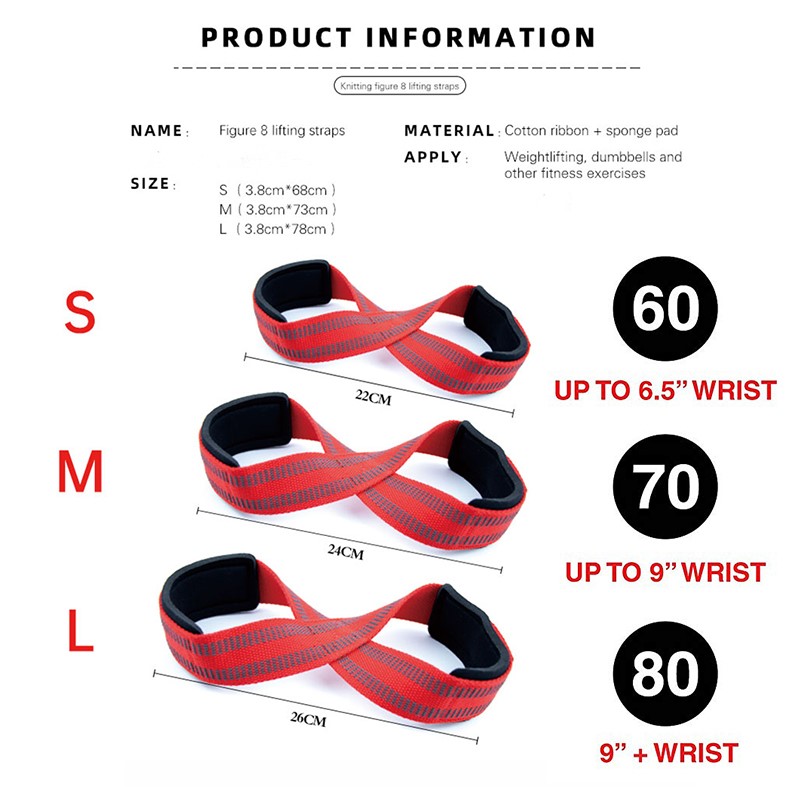 PRODUCT INFORMATION
Knitting figure 8 lifting straps
NAME: Figure 8 lifting straps
MATERIAL: Cotton ribbon + sponge pad
APPLY: Weightlifting, dumbbells and
other fitness exercises
SIZE: S ( 3.8cm*68cm )
M ( 3.8cm*73cm )
L ( 3.8cm*78cm )
S
22CM
60
UP TO 6.5” WRIST
M
24CM
70
UP TO 9” WRIST
L
26CM
80
9” + WRIST